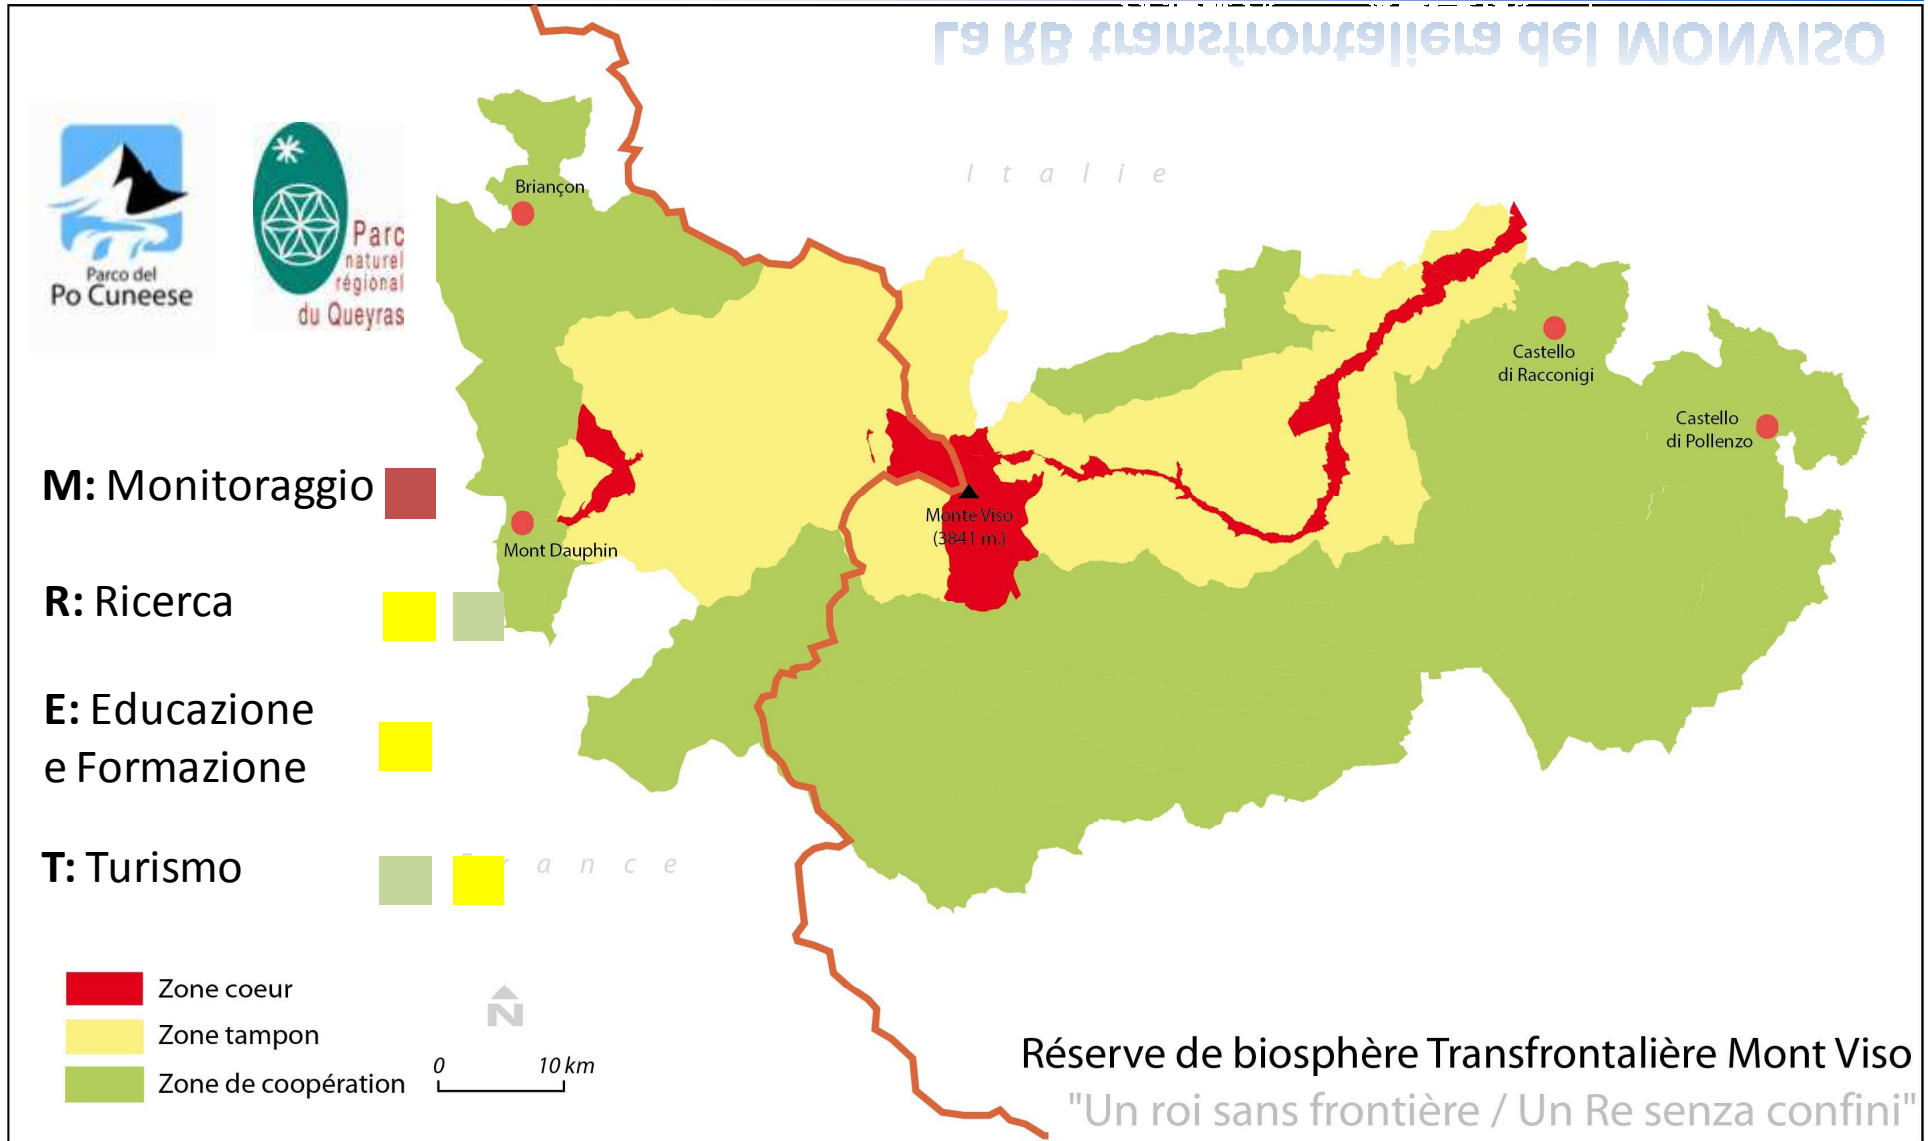 La RB transfrontaliera del MONVISO
Italie
Parco del
Po Cuneese
Parc
naturel
régional
du Queyras
Briançon
Castello
di Racconigi
Castello
di Pollenzo
M: Monitoraggio
Monte Viso
(3841 m.)
Mont Dauphin
R: Ricerca
E: Educazione
e Formazione
T: Turismo
France
Zone coeur
Zone tampon
Zone de coopération
N
0 10 km
Réserve de biosphère Transfrontalière Mont Viso
"Un roi sans frontière / Un Re senza confini"